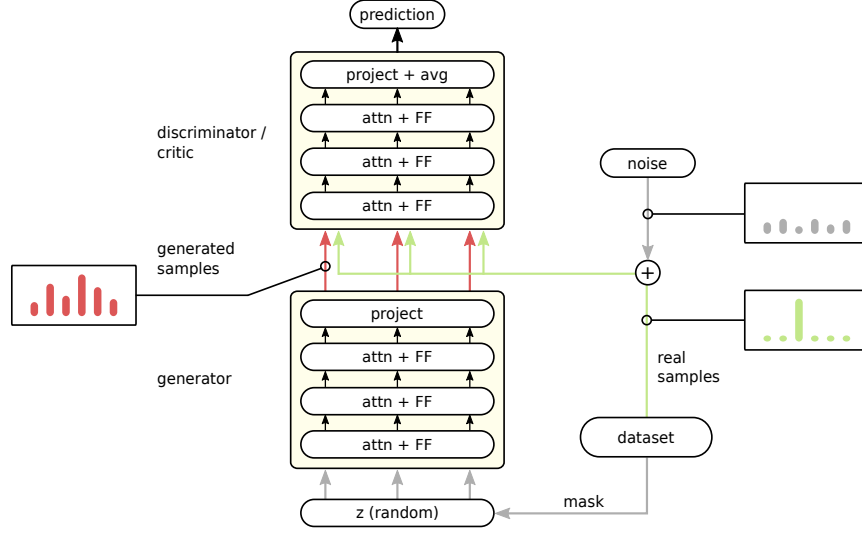 prediction
project + avg
attn + FF
discriminator /
critic
attn + FF
attn + FF
noise
generated
samples
+
project
real
samples
attn + FF
generator
attn + FF
attn + FF
dataset
mask
z (random)